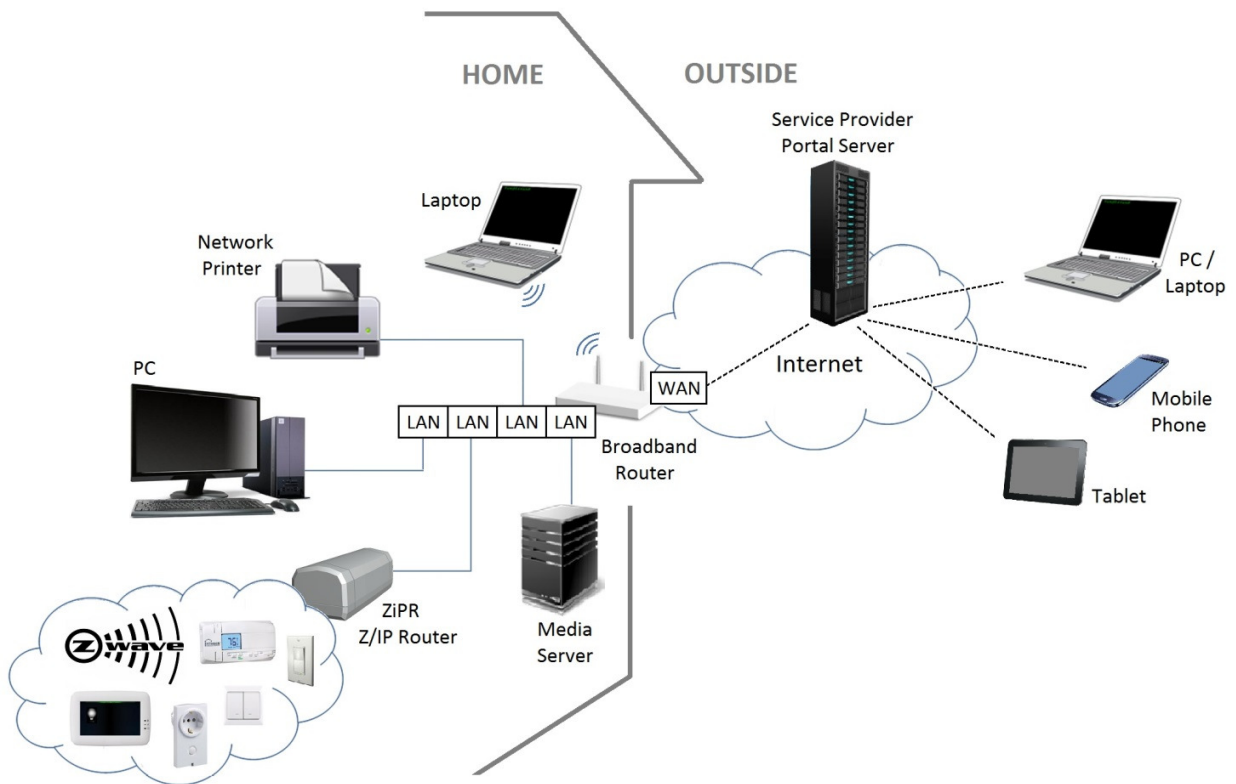 HOME
OUTSIDE
Service Provider
Portal Server
Laptop
Network
Printer
PC /
Laptop
PC
Internet
WAN
LAN
LAN
LAN
LAN
Broadband
Router
Mobile
Phone
Tablet
ZiPR
Z/IP Router
Media
Server
Z wave